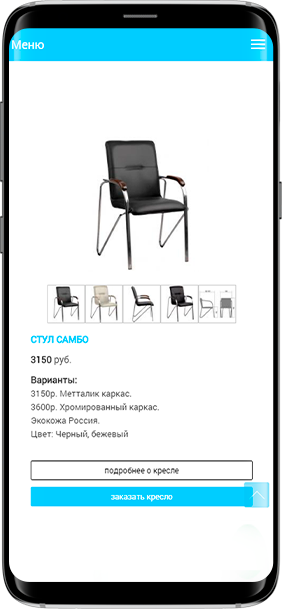 Меню
СТУЛ САМБО
3150 руб.
Варианты:
3150р. Метталик каркас.
3600р. Хромированный каркас.
Экокожа Россия.
Цвет: Черный, бежевый
подробнее о кресле
заказать кресло